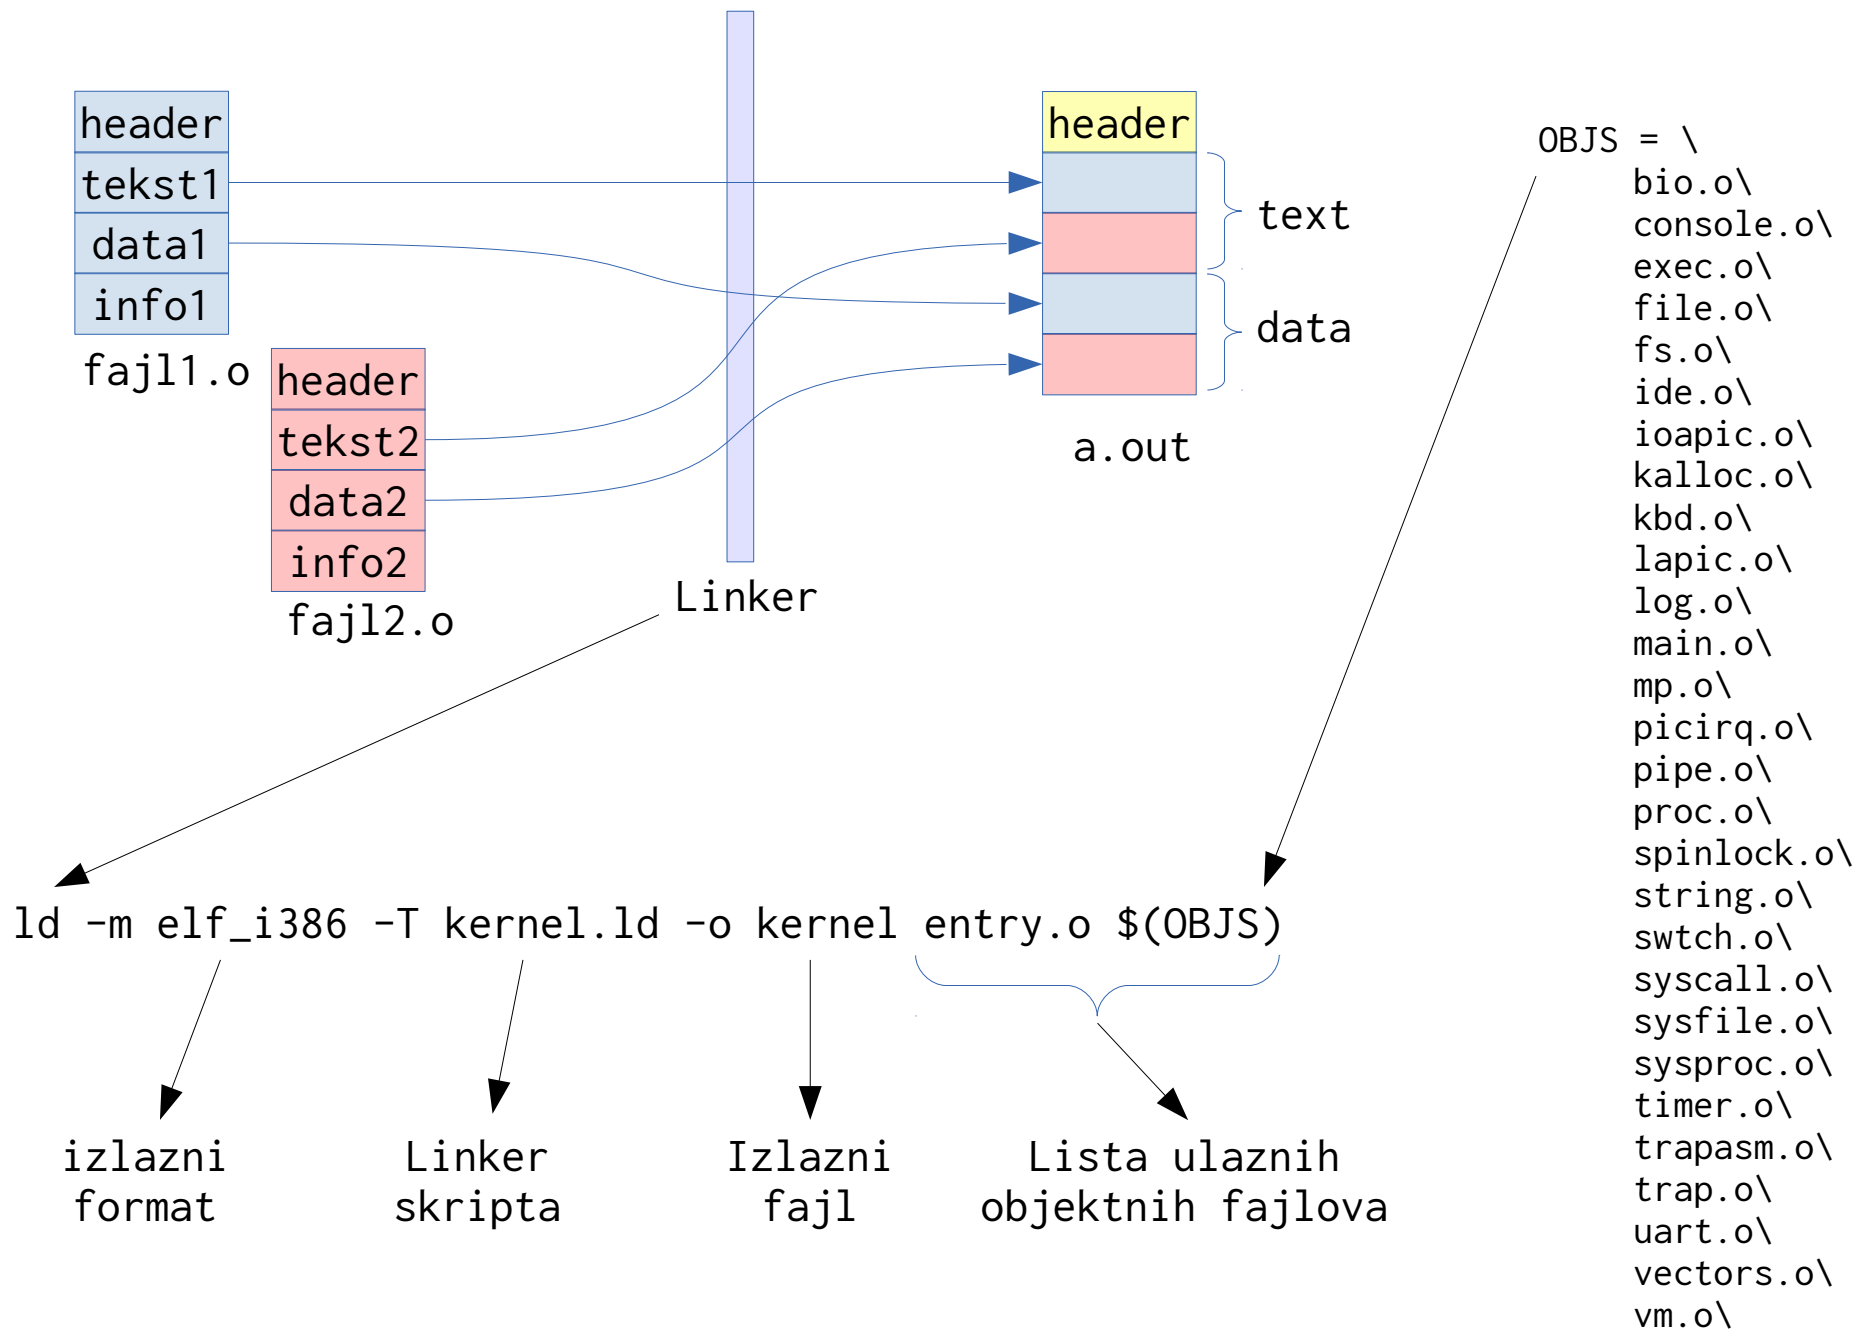 header
tekst1
data1
info1
fajl1.o
header
tekst2
data2
info2
fajl2.o
Linker
header
text
data
a.out
OBJS = \
bio.o\
console.o\
exec.o\
file.o\
fs.o\
ide.o\
ioapic.o\
kalloc.o\
kbd.o\
lapic.o\
log.o\
main.o\
mp.o\
picirq.o\
pipe.o\
proc.o\
spinlock.o\
string.o\
swtch.o\
syscall.o\
sysfile.o\
sysproc.o\
timer.o\
trapasm.o\
trap.o\
uart.o\
vectors.o\
vm.o\
ld -m elf_i386 -T kernel.ld -o kernel entry.o $(OBJS)
izlazni
format
Linker
skripta
Izlazni
fajl
Lista ulaznih
objektnih fajlova